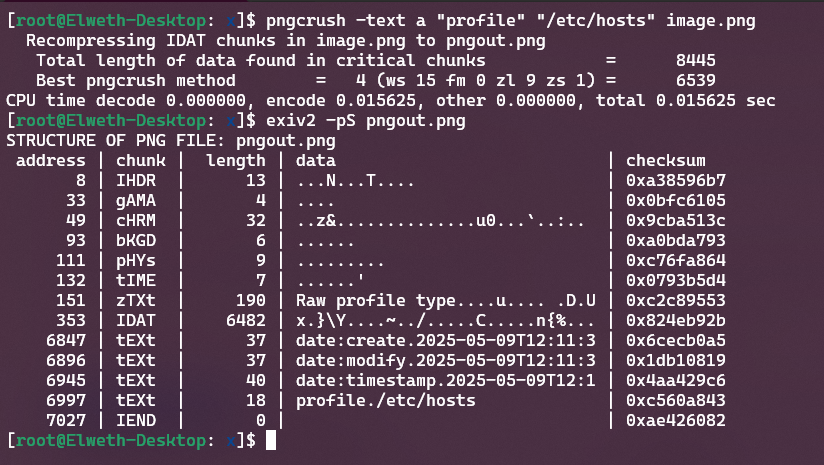 [root@Elweth-Desktop: ~]$ pngcrush -text a "profile" "/etc/hosts" image.png
  Recompressing IDAT chunks in image.png to pngout.png
   Total length of data found in critical chunks            =      8445
   Best pngcrush method        =   4 (ws 15 fm 0 zl 9 zs 1) =      6539
CPU time decode 0.000000, encode 0.015625, other 0.000000, total 0.015625 sec
[root@Elweth-Desktop: ~]$ exiv2 -pS pngout.png
STRUCTURE OF PNG FILE: pngout.png
 address | chunk |  length | data                           | checksum
       8 | IHDR  |      13 | ...N...T....                   | 0xa38596b7
      33 | gAMA  |       4 | ....                           | 0x0bfc6105
      49 | cHRM  |      32 | ..z&..............u0...`..:..  | 0x9cba513c
      93 | bKGD  |       6 | ......                         | 0xa0bda793
     111 | pHYs  |       9 | .........                      | 0xc76fa864
     132 | tIME  |       7 | ......'                        | 0x0793b5d4
     151 | zTXt  |     190 | Raw profile type....u.... .D.U | 0xc2c89553
     353 | IDAT  |    6482 | x.}\Y....~../.....C.....n{%... | 0x824eb92b
    6847 | tEXt  |      37 | date:create.2025-05-09T12:11:3 | 0x6cecb0a5
    6896 | tEXt  |      37 | date:modify.2025-05-09T12:11:3 | 0x1db10819
    6945 | tEXt  |      40 | date:timestamp.2025-05-09T12:1 | 0x4aa429c6
    6997 | tEXt  |      18 | profile./etc/hosts             | 0xc560a843
    7027 | IEND  |       0 |                                | 0xae426082
[root@Elweth-Desktop: ~]$